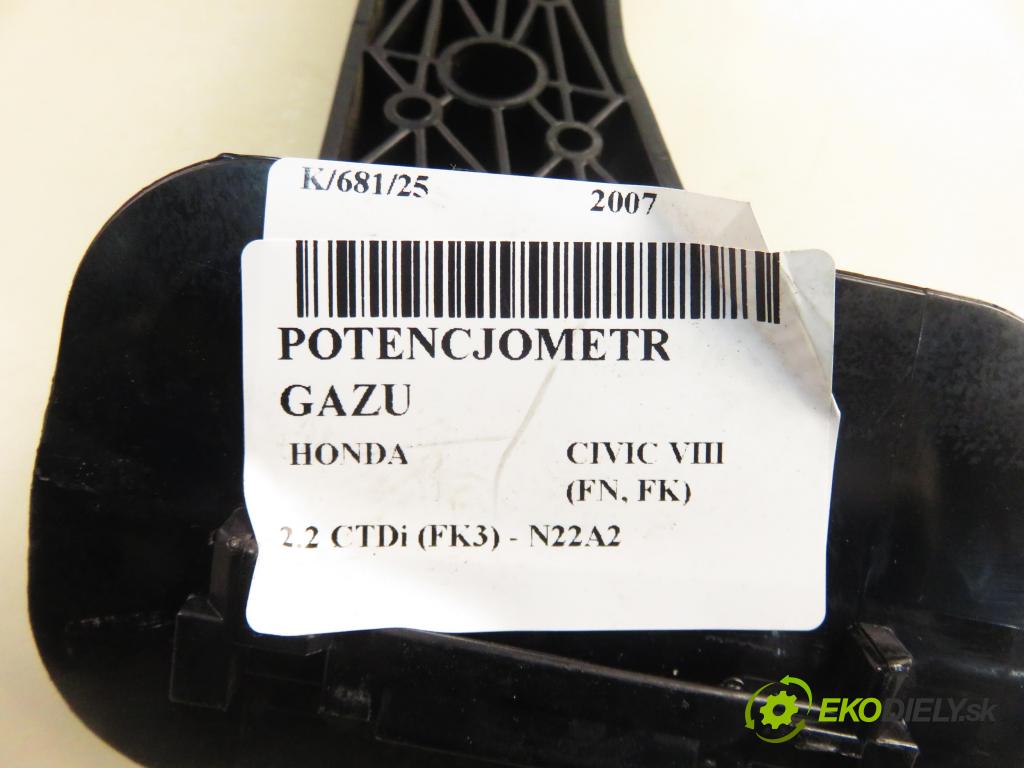 K/681/25 2007
POTENCJOMETR
GAZU
HONDA CIVIC VIII
(FN, FK)
2.2 CTDi (FK3) - N22A2
EKODIELY.sk